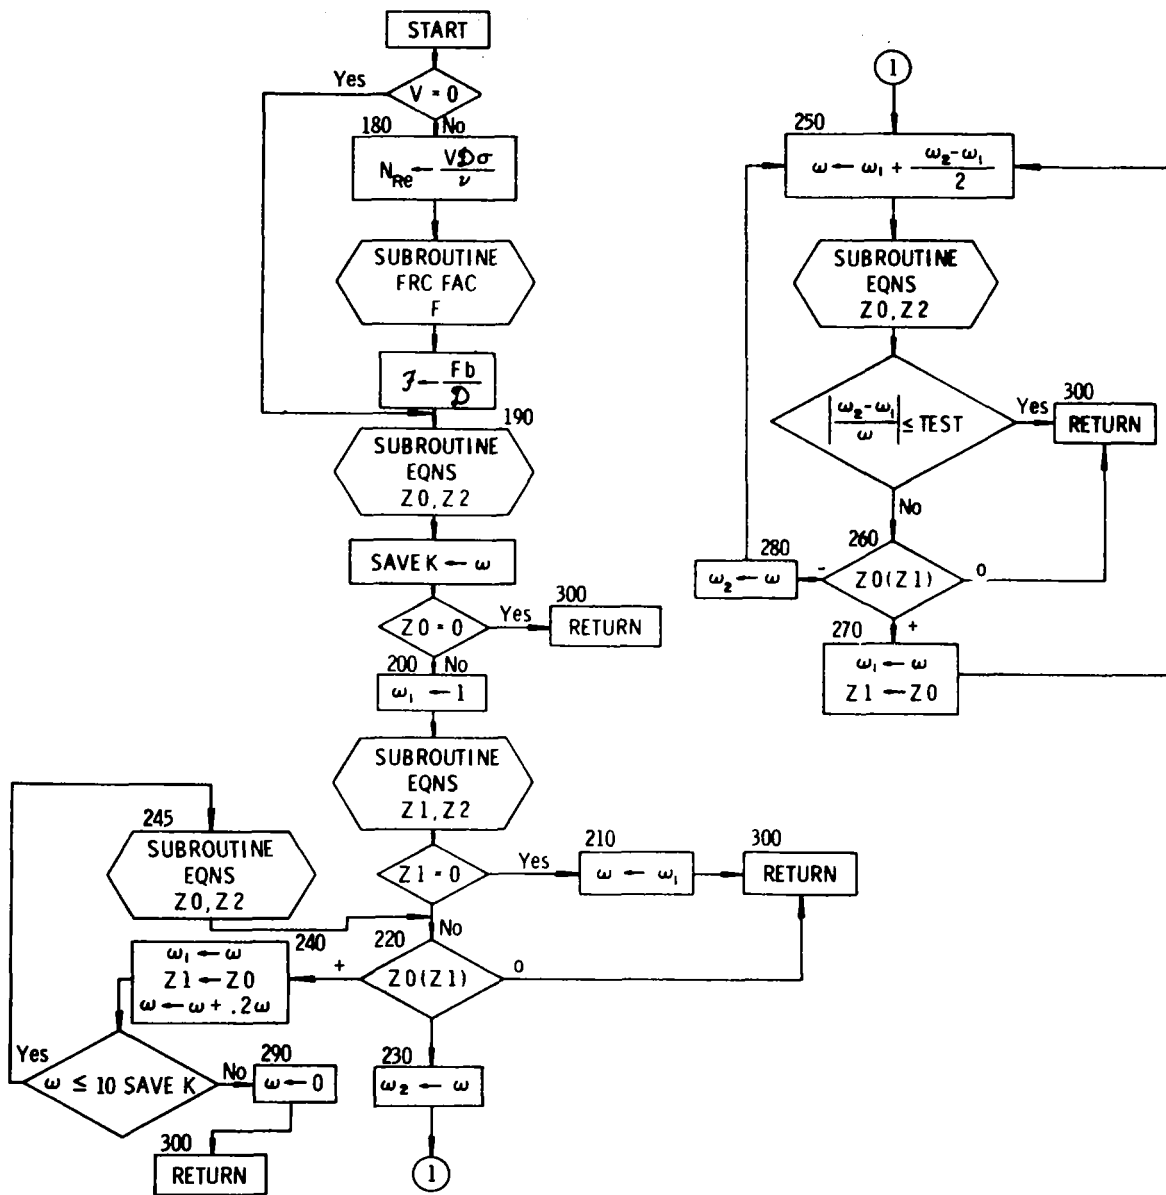 START
Yes
V = 0
No
180
N_Re ← V𝒟σ / ν
SUBROUTINE
FRC FAC
F
ℱ ← Fb / 𝒟
190
SUBROUTINE
EQNS
Z0, Z2
SAVE K ← ω
Z0 = 0
Yes
300
RETURN
200
No
ω₁ ← 1
SUBROUTINE
EQNS
Z1, Z2
Z1 = 0
Yes
210
ω ← ω₁
300
RETURN
No
245
SUBROUTINE
EQNS
Z0, Z2
220
Z0(Z1)
+
0
240
ω₁ ← ω
Z1 ← Z0
ω ← ω + .2ω
Yes
ω ≤ 10 SAVE K
No
290
ω ← 0
300
RETURN
230
ω₂ ← ω
1
1
250
ω ← ω₁ + (ω₂ - ω₁) / 2
SUBROUTINE
EQNS
Z0, Z2
|(ω₂ - ω₁) / ω| ≤ TEST
Yes
300
RETURN
No
260
Z0(Z1)
-
0
+
280
ω₂ ← ω
270
ω₁ ← ω
Z1 ← Z0